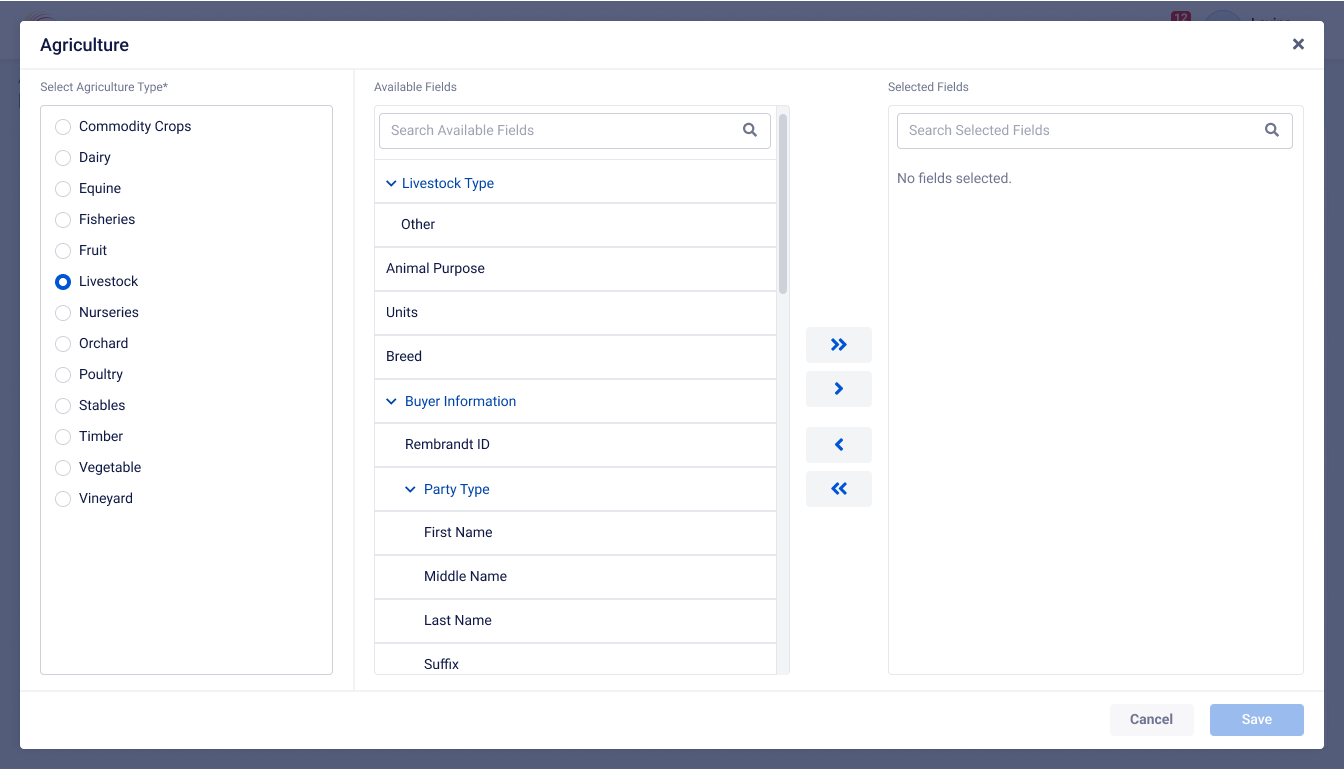 12
Agriculture
Select Agriculture Type*
Commodity Crops
Dairy
Equine
Fisheries
Fruit
Livestock
Nurseries
Orchard
Poultry
Stables
Timber
Vegetable
Vineyard
Available Fields
Search Available Fields
Livestock Type
Other
Animal Purpose
Units
Breed
Buyer Information
Rembrandt ID
Party Type
First Name
Middle Name
Last Name
Suffix
Selected Fields
Search Selected Fields
No fields selected.
Cancel
Save